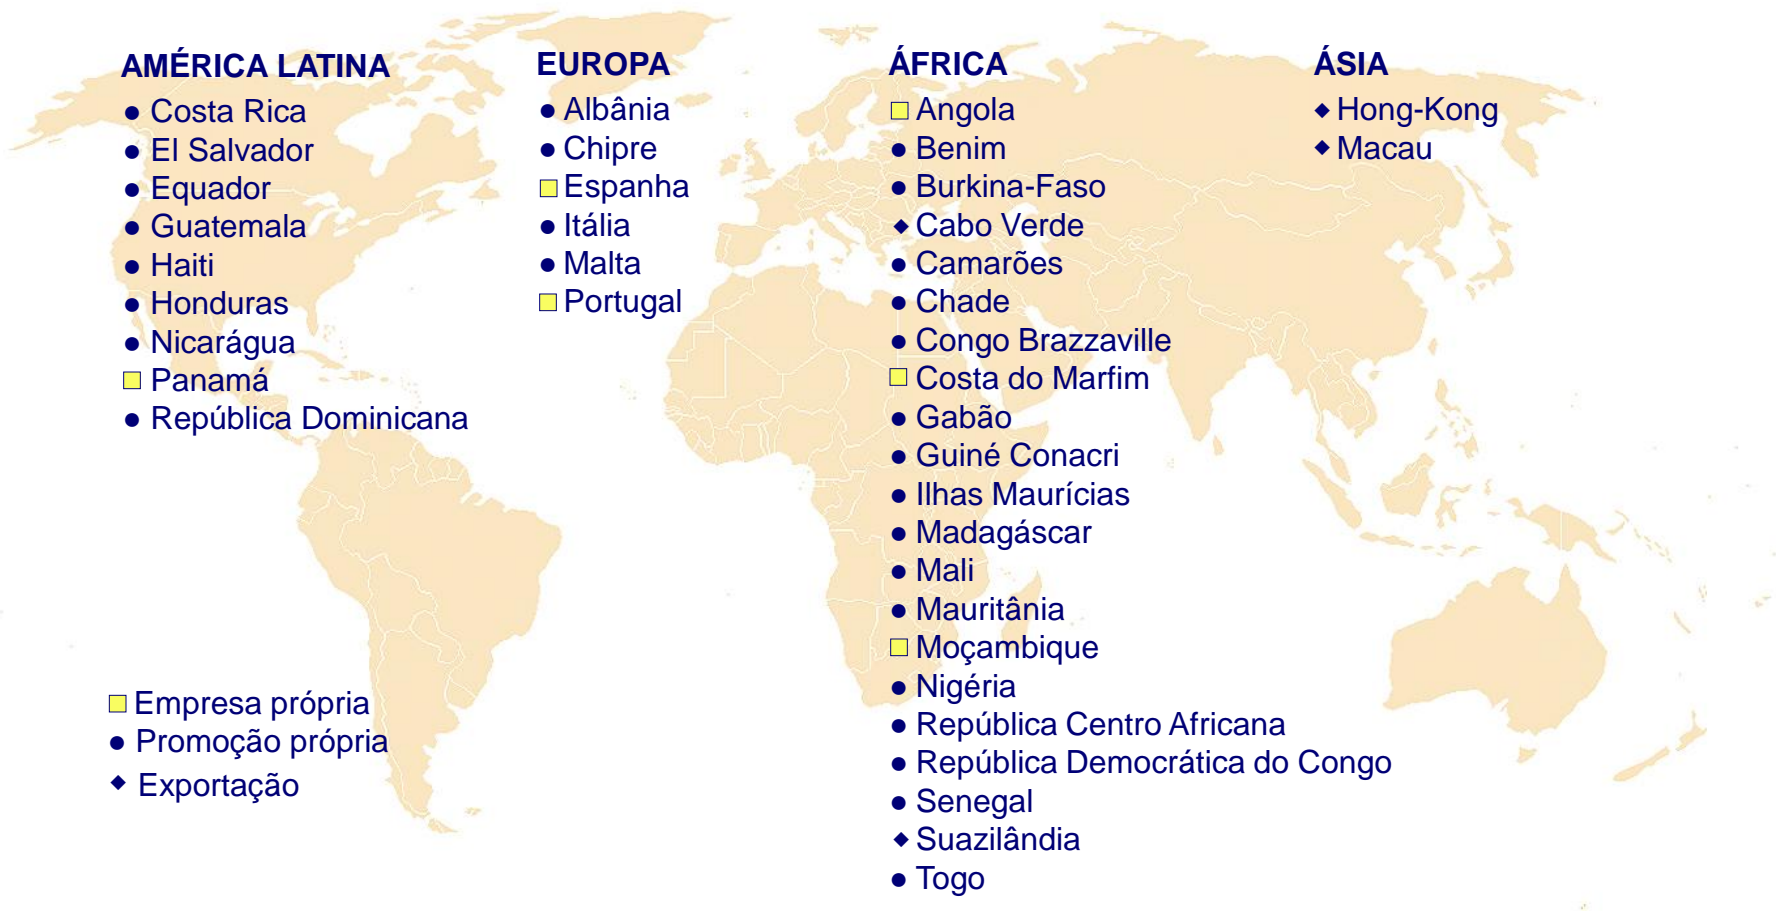 AMÉRICA LATINA
● Costa Rica
● El Salvador
● Equador
● Guatemala
● Haiti
● Honduras
● Nicarágua
□ Panamá
● República Dominicana
EUROPA
● Albânia
● Chipre
□ Espanha
● Itália
● Malta
□ Portugal
ÁFRICA
□ Angola
● Benim
● Burkina-Faso
◆ Cabo Verde
● Camarões
● Chade
● Congo Brazzaville
□ Costa do Marfim
● Gabão
● Guiné Conacri
● Ilhas Maurícias
● Madagáscar
● Mali
● Mauritânia
□ Moçambique
● Nigéria
● República Centro Africana
● República Democrática do Congo
● Senegal
◆ Suazilândia
● Togo
ÁSIA
◆ Hong-Kong
◆ Macau
□ Empresa própria
● Promoção própria
◆ Exportação